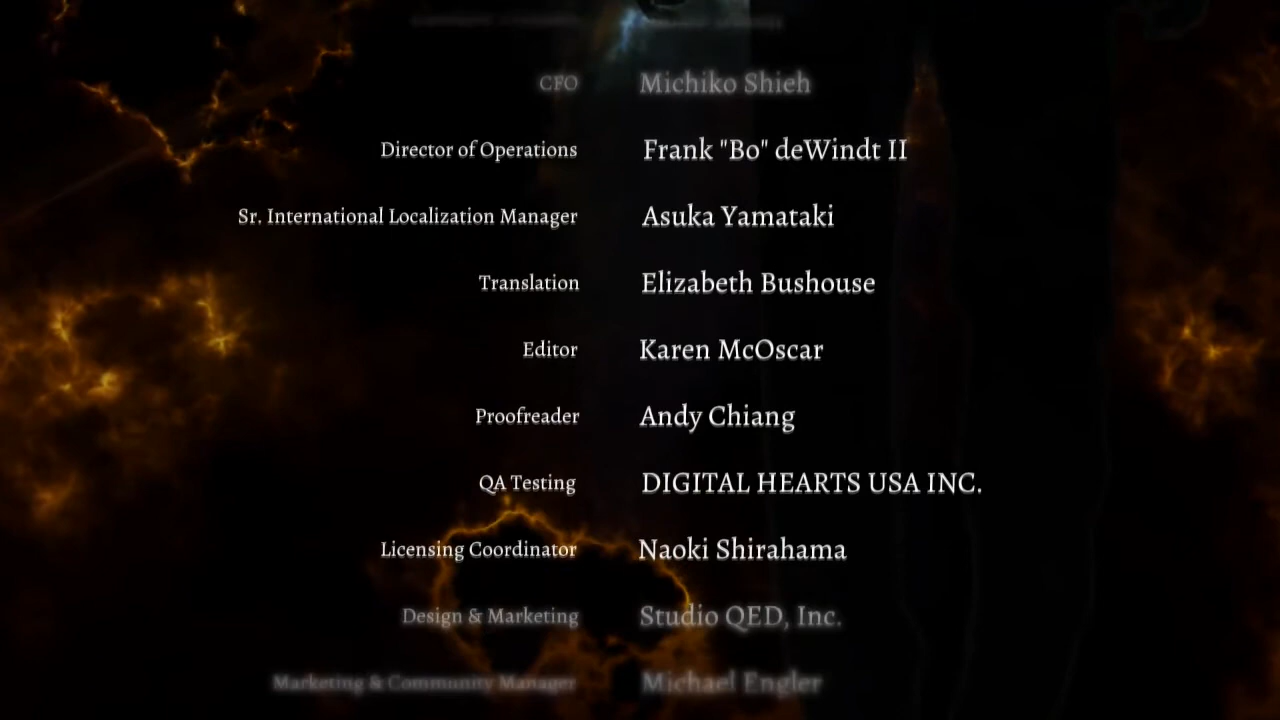 CFO Michiko Shieh
Director of Operations Frank "Bo" deWindt II
Sr. International Localization Manager Asuka Yamataki
Translation Elizabeth Bushouse
Editor Karen McOscar
Proofreader Andy Chiang
QA Testing DIGITAL HEARTS USA INC.
Licensing Coordinator Naoki Shirahama
Design & Marketing Studio QED, Inc.
Marketing & Community Manager Michael Engler